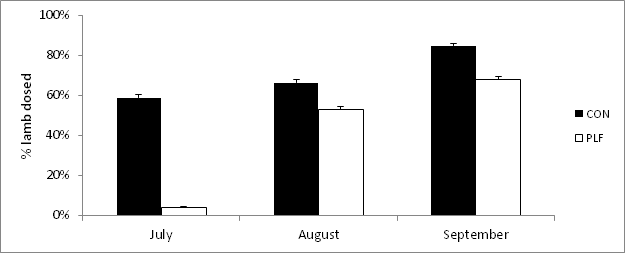 100%
80%
60%
40%
20%
0%
% lamb dosed
July
August
September
CON
PLF